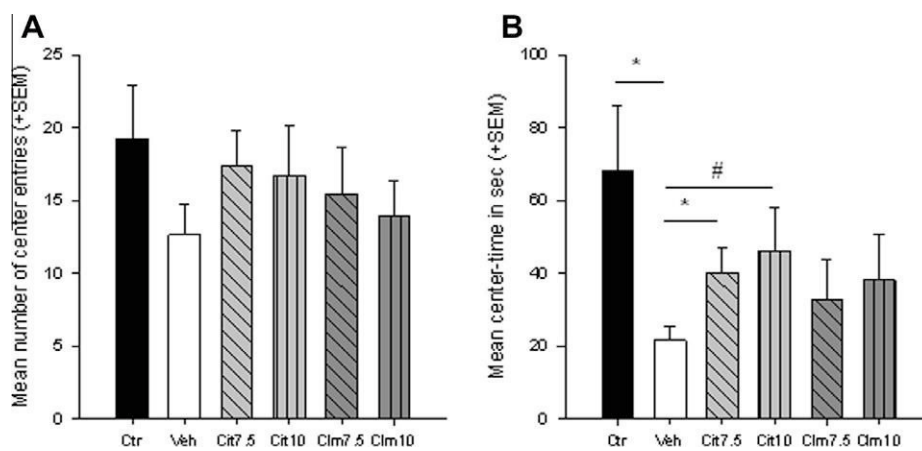 A
Mean number of center entries (+SEM)
25
20
15
10
5
0
Ctr Veh Cit7.5 Cit10 Clm7.5 Clm10
B
Mean center-time in sec (+SEM)
100
80
60
40
20
0
*
#
*
Ctr Veh Cit7.5 Cit10 Clm7.5 Clm10